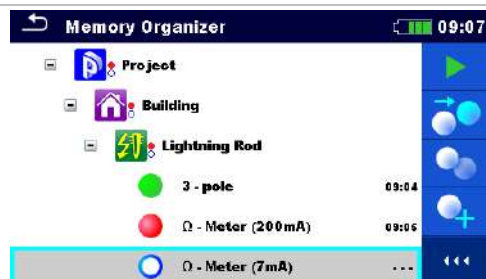 Memory Organizer 09:07
Project
Building
Lightning Rod
3 - pole 09:04
Ω - Meter (200mA) 09:06
Ω - Meter (7mA) ...